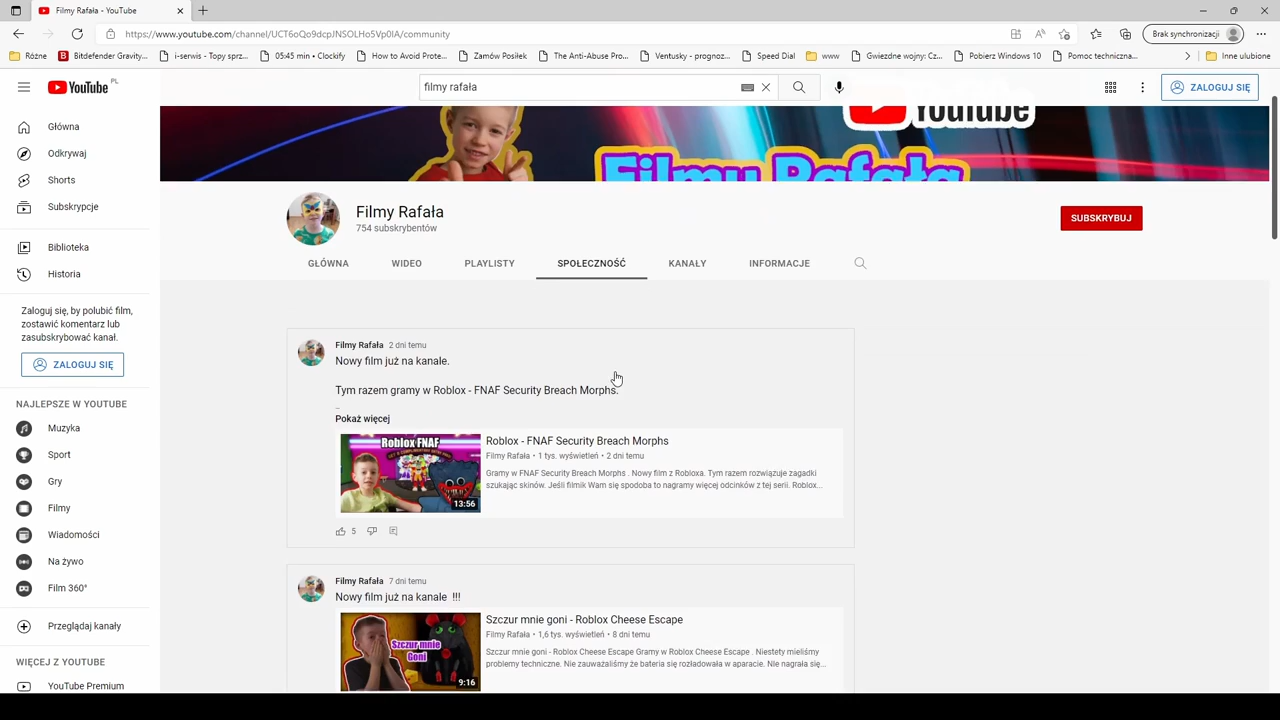 Filmy Rafała - YouTube
https://www.youtube.com/channel/UCT6oQo9dcpJNSOLHo5Vp0IA/community
Brak synchronizacji
Różne
Bitdefender Gravity...
i-serwis - Topy sprz...
05:45 min • Clockify
How to Avoid Prote...
Zamów Posiłek
The Anti-Abuse Pro...
Ventusky - prognoz...
Speed Dial
www
Gwiezdne wojny: Cz...
Pobierz Windows 10
Pomoc techniczna...
Inne ulubione
YouTube PL
filmy rafała
ZALOGUJ SIĘ
Główna
Odkrywaj
Shorts
Subskrypcje
Biblioteka
Historia
Zaloguj się, by polubić film,
zostawić komentarz lub
zasubskrybować kanał.
ZALOGUJ SIĘ
NAJLEPSZE W YOUTUBE
Muzyka
Sport
Gry
Filmy
Wiadomości
Na żywo
Film 360°
Przeglądaj kanały
WIĘCEJ Z YOUTUBE
YouTube Premium
YouTube
Filmy Rafała
Filmy Rafała
754 subskrybentów
SUBSKRYBUJ
GŁÓWNA
WIDEO
PLAYLISTY
SPOŁECZNOŚĆ
KANAŁY
INFORMACJE
Filmy Rafała 2 dni temu
Nowy film już na kanale.
Tym razem gramy w Roblox - FNAF Security Breach Morphs.
..
Pokaż więcej
Roblox FNAF
13:56
Roblox - FNAF Security Breach Morphs
Filmy Rafała • 1 tys. wyświetleń • 2 dni temu
Gramy w FNAF Security Breach Morphs . Nowy film z Robloxa. Tym razem rozwiązuje zagadki
szukając skinów. Jeśli filmik Wam się spodoba to nagramy więcej odcinków z tej serii. Roblox...
5
Filmy Rafała 7 dni temu
Nowy film już na kanale !!!
Szczur mnie
Goni
9:16
Szczur mnie goni - Roblox Cheese Escape
Filmy Rafała • 1,6 tys. wyświetleń • 8 dni temu
Szczur mnie goni - Roblox Cheese Escape Gramy w Roblox Cheese Escape . Niestety mieliśmy
problemy techniczne. Nie zauważaliśmy że bateria się rozładowała w aparacie. Nie nagrała się...